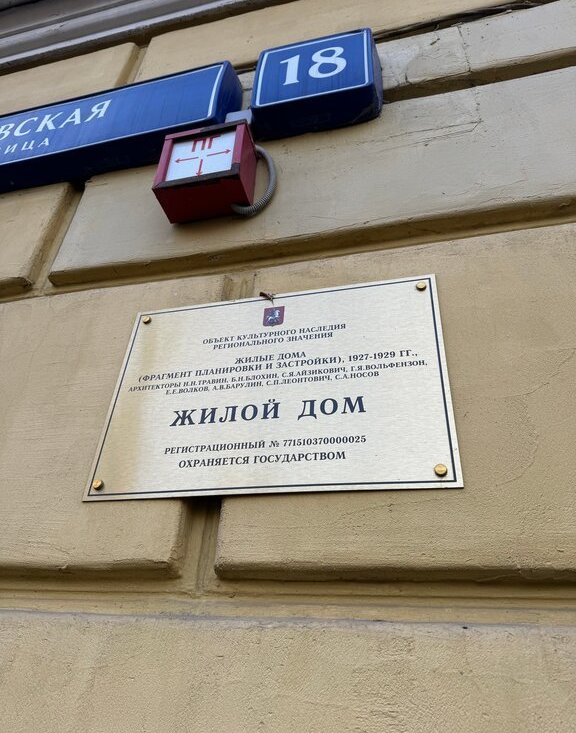 18
ВСКАЯ
ИЦА
ПГ
ОБЪЕКТ КУЛЬТУРНОГО НАСЛЕДИЯ
РЕГИОНАЛЬНОГО ЗНАЧЕНИЯ
ЖИЛЫЕ ДОМА
(ФРАГМЕНТ ПЛАНИРОВКИ И ЗАСТРОЙКИ), 1927-1929 ГГ.,
АРХИТЕКТОРЫ Н.Н.ТРАВИН, Б.Н.БЛОХИН, С.Я.АЙЗИКОВИЧ, Г.Я.ВОЛЬФЕНЗОН,
Е.Е.ВОЛКОВ, А.В.БАРУЛИН, С.П.ЛЕОНТОВИЧ, С.А.НОСОВ
ЖИЛОЙ ДОМ
РЕГИСТРАЦИОННЫЙ № 771510370000025
ОХРАНЯЕТСЯ ГОСУДАРСТВОМ